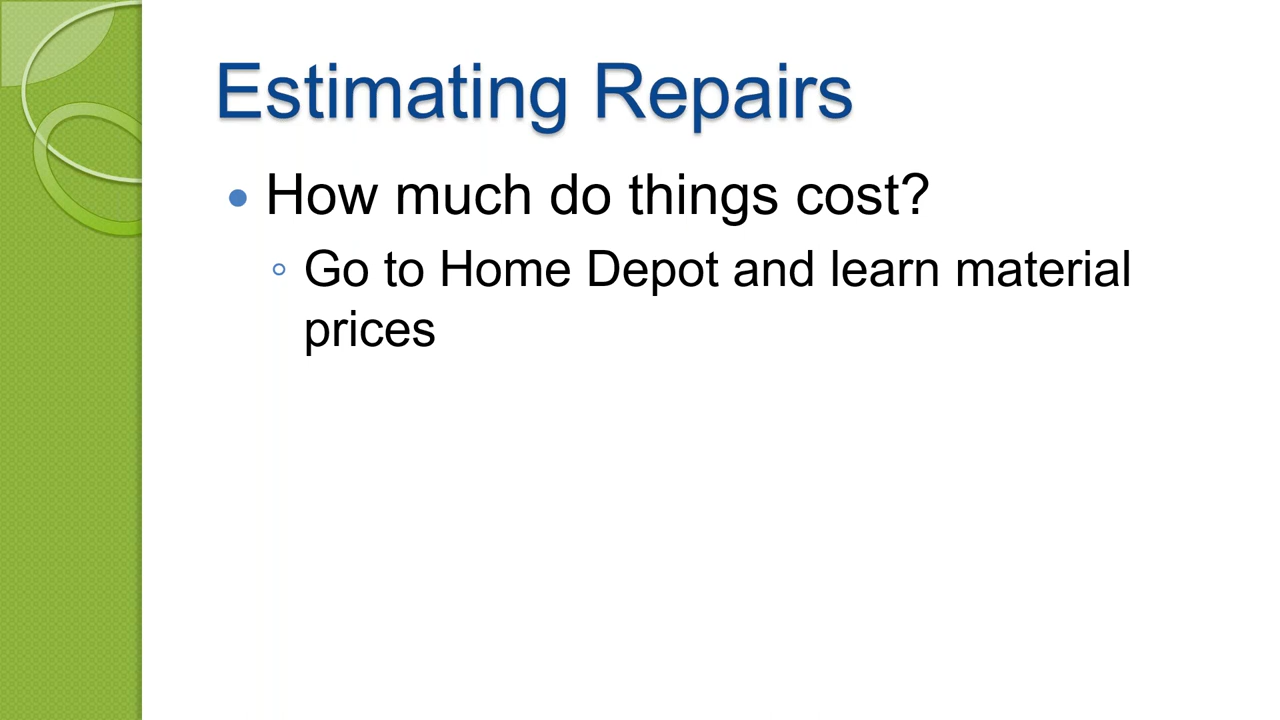 Estimating Repairs
• How much do things cost?
◦ Go to Home Depot and learn material
prices